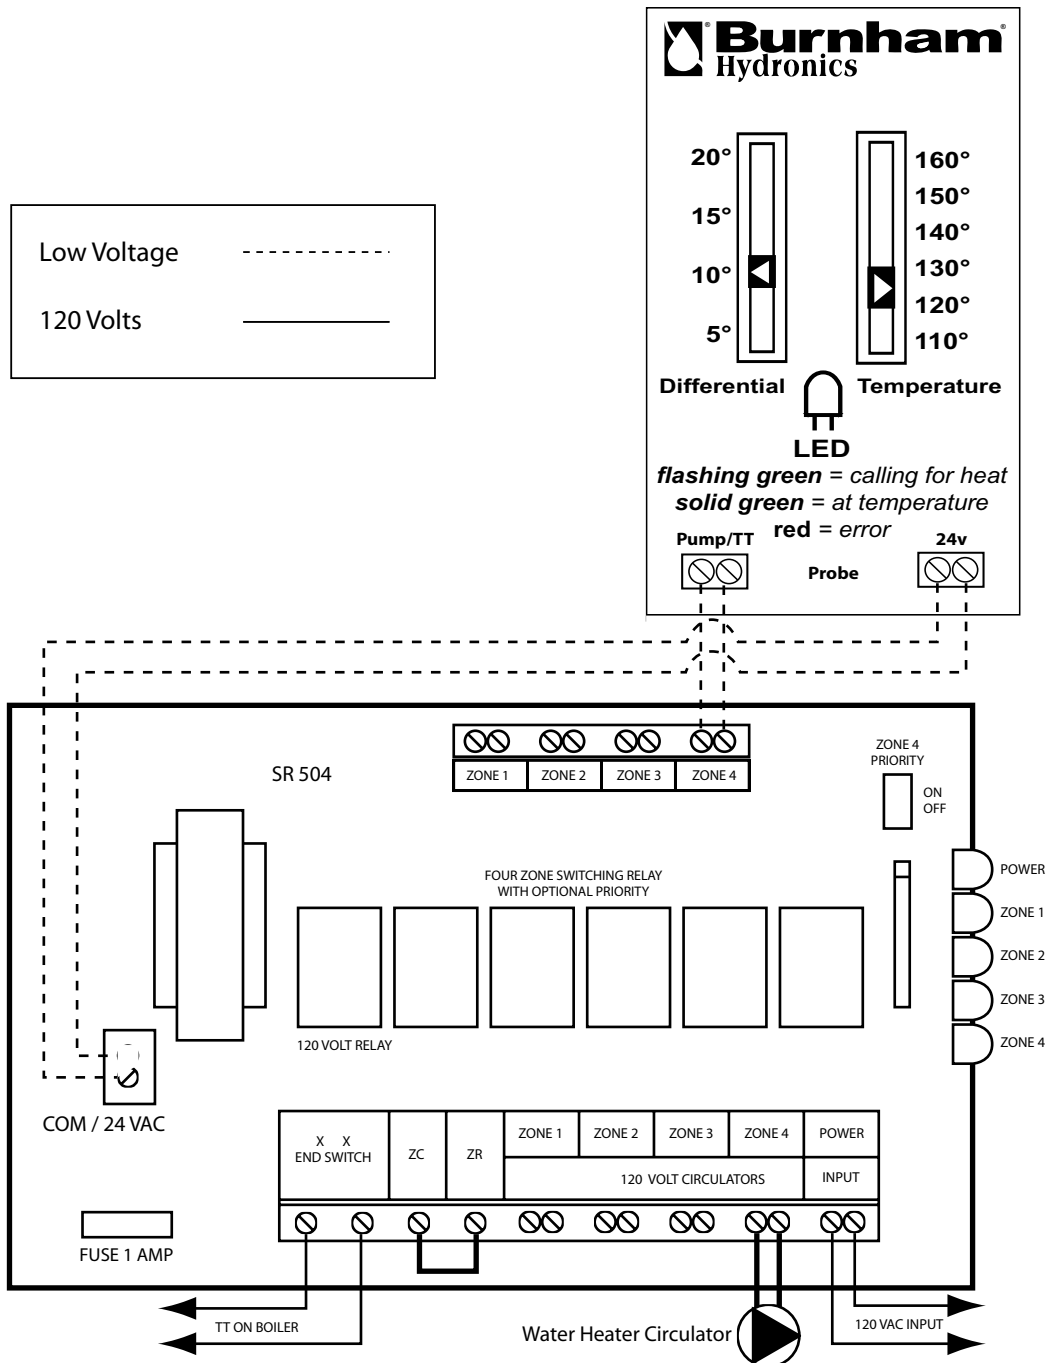 Burnham®
Hydronics
20°
15°
10°
5°
160°
150°
140°
130°
120°
110°
Differential
Temperature
LED
flashing green = calling for heat
solid green = at temperature
red = error
Pump/TT
Probe
24v
Low Voltage
120 Volts
SR 504
ZONE 1
ZONE 2
ZONE 3
ZONE 4
ZONE 4
PRIORITY
ON
OFF
FOUR ZONE SWITCHING RELAY
WITH OPTIONAL PRIORITY
POWER
ZONE 1
ZONE 2
ZONE 3
ZONE 4
120 VOLT RELAY
COM / 24 VAC
X X
END SWITCH
ZC
ZR
ZONE 1
ZONE 2
ZONE 3
ZONE 4
POWER
120 VOLT CIRCULATORS
INPUT
FUSE 1 AMP
TT ON BOILER
Water Heater Circulator
120 VAC INPUT